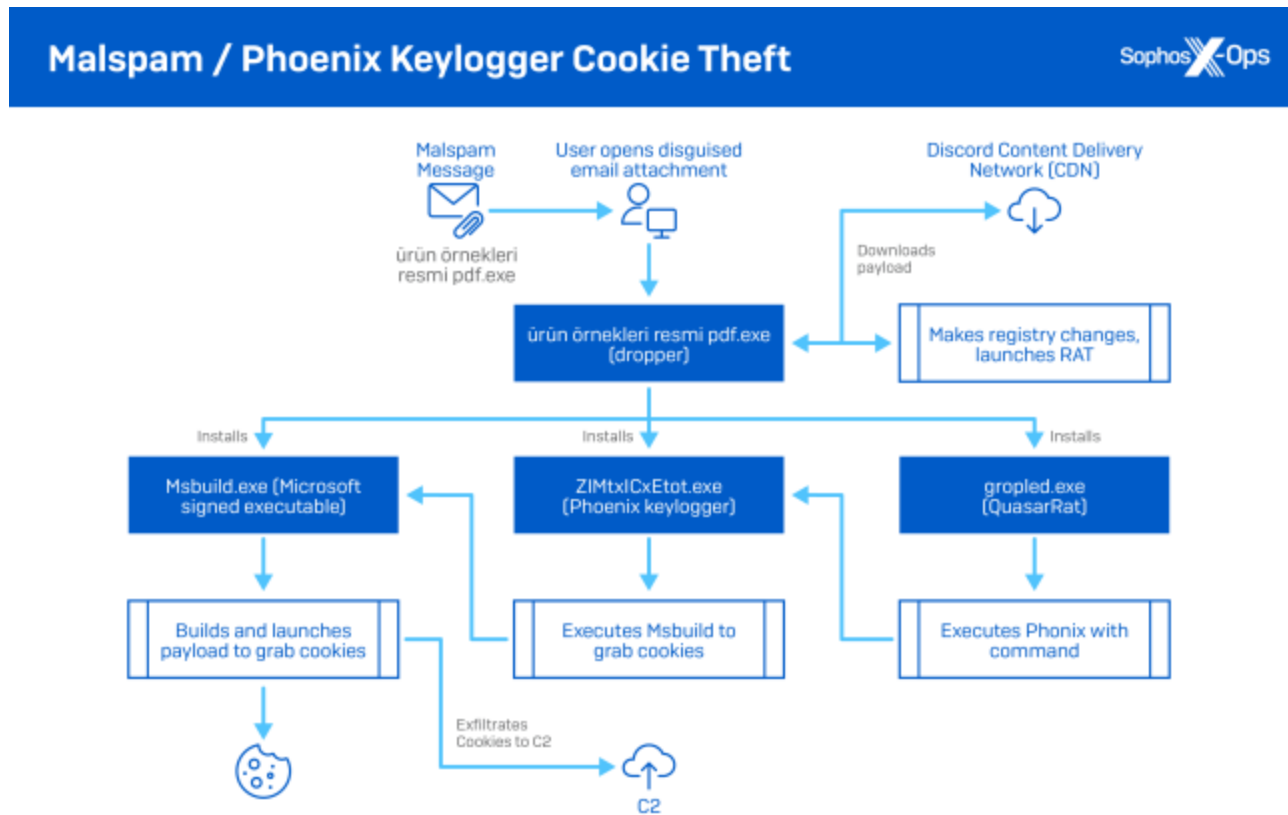 Malspam / Phoenix Keylogger Cookie Theft
Sophos X-Ops
Malspam
Message
User opens disguised
email attachment
Discord Content Delivery
Network (CDN)
ürün örnekleri
resmi pdf.exe
Downloads
payload
ürün örnekleri resmi pdf.exe
(dropper)
Makes registry changes,
launches RAT
Installs
Installs
Installs
Msbuild.exe (Microsoft
signed executable)
ZIMtxICxEtot.exe
(Phoenix keylogger)
gropled.exe
(QuasarRat)
Builds and launches
payload to grab cookies
Executes Msbuild to
grab cookies
Executes Phonix with
command
Exfiltrates
Cookies to C2
C2